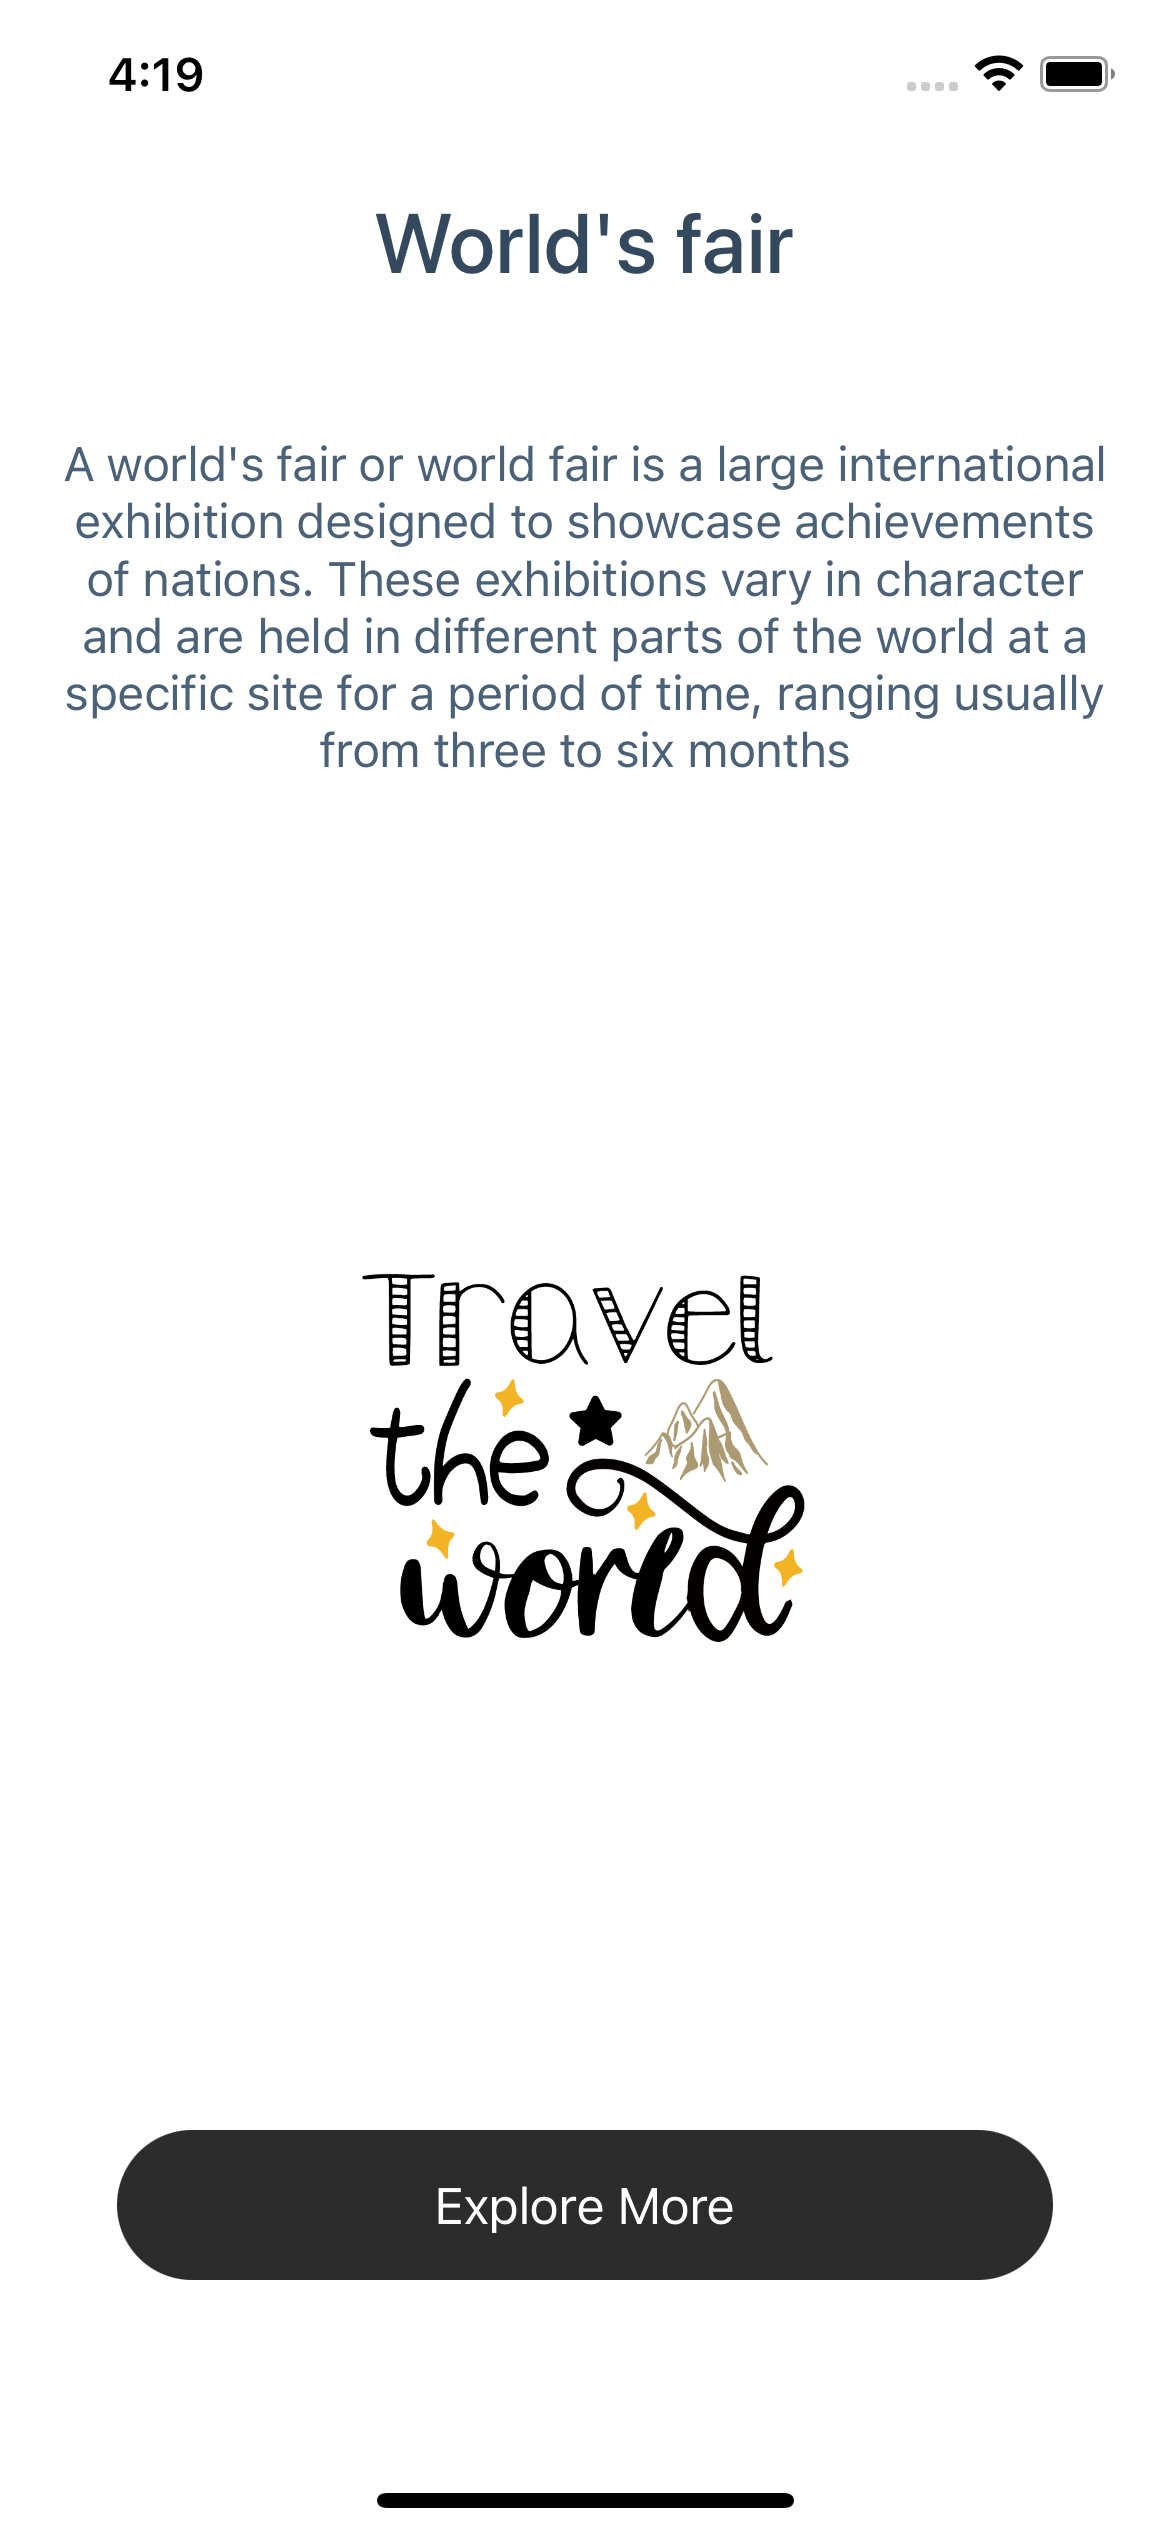 4:19
World's fair
A world's fair or world fair is a large international
exhibition designed to showcase achievements
of nations. These exhibitions vary in character
and are held in different parts of the world at a
specific site for a period of time, ranging usually
from three to six months
Travel
the
world
Explore More